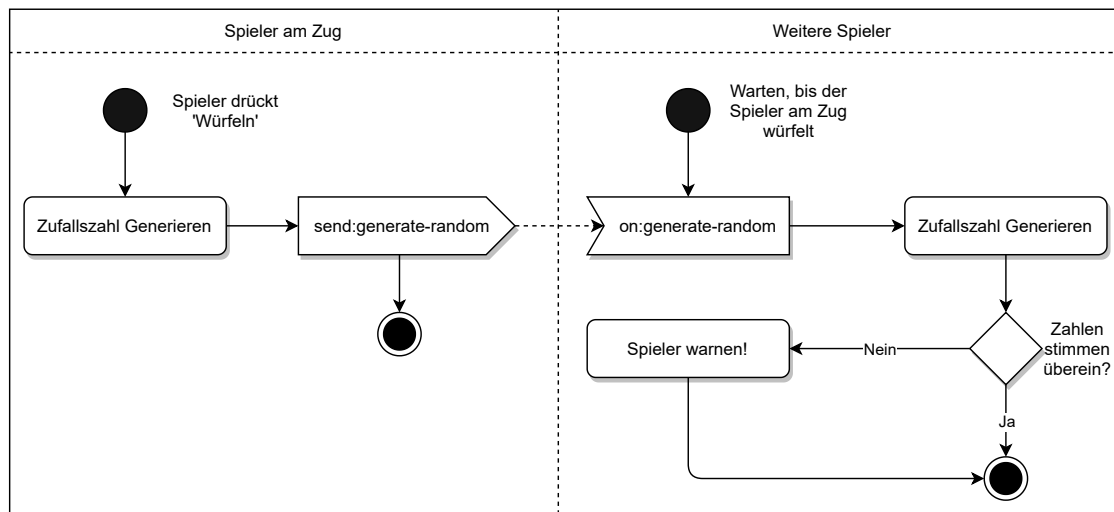 Spieler am Zug
Weitere Spieler
Spieler drückt
'Würfeln'
Warten, bis der
Spieler am Zug
würfelt
Zufallszahl Generieren
send:generate-random
on:generate-random
Zufallszahl Generieren
Spieler warnen!
Nein
Zahlen
stimmen
überein?
Ja